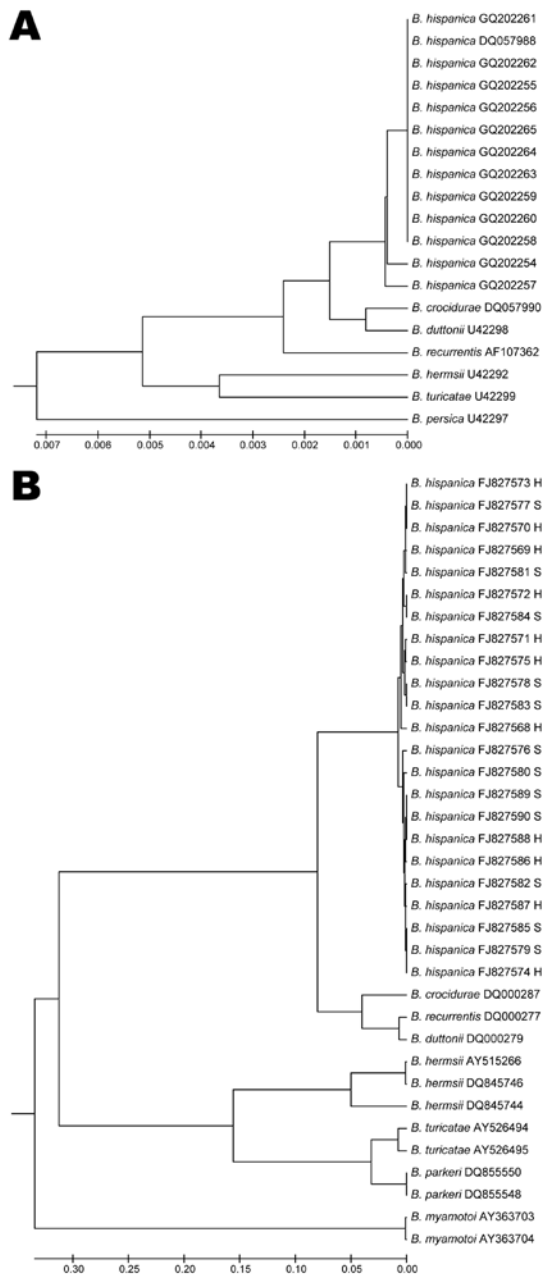 A
B. hispanica GQ202261
B. hispanica DQ057988
B. hispanica GQ202262
B. hispanica GQ202255
B. hispanica GQ202256
B. hispanica GQ202265
B. hispanica GQ202264
B. hispanica GQ202263
B. hispanica GQ202259
B. hispanica GQ202260
B. hispanica GQ202258
B. hispanica GQ202254
B. hispanica GQ202257
B. crocidurae DQ057990
B. duttonii U42298
B. recurrentis AF107362
B. hermsii U42292
B. turicatae U42299
B. persica U42297
0.007 0.006 0.005 0.004 0.003 0.002 0.001 0.000
B
B. hispanica FJ827573 H
B. hispanica FJ827577 S
B. hispanica FJ827570 H
B. hispanica FJ827569 H
B. hispanica FJ827581 S
B. hispanica FJ827572 H
B. hispanica FJ827584 S
B. hispanica FJ827571 H
B. hispanica FJ827575 H
B. hispanica FJ827578 S
B. hispanica FJ827583 S
B. hispanica FJ827568 H
B. hispanica FJ827576 S
B. hispanica FJ827580 S
B. hispanica FJ827589 S
B. hispanica FJ827590 S
B. hispanica FJ827588 H
B. hispanica FJ827586 H
B. hispanica FJ827582 S
B. hispanica FJ827587 H
B. hispanica FJ827585 S
B. hispanica FJ827579 S
B. hispanica FJ827574 H
B. crocidurae DQ000287
B. recurrentis DQ000277
B. duttonii DQ000279
B. hermsii AY515266
B. hermsii DQ845746
B. hermsii DQ845744
B. turicatae AY526494
B. turicatae AY526495
B. parkeri DQ855550
B. parkeri DQ855548
B. myamotoi AY363703
B. myamotoi AY363704
0.30 0.25 0.20 0.15 0.10 0.05 0.00